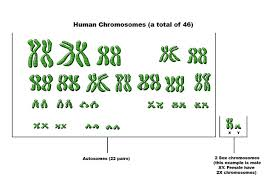 Human Chromosomes (a total of 46)
X Y
Autosomes (22 pairs)
2 Sex chromosomes
(this example is male
XY. Female have
2X chromosomes)